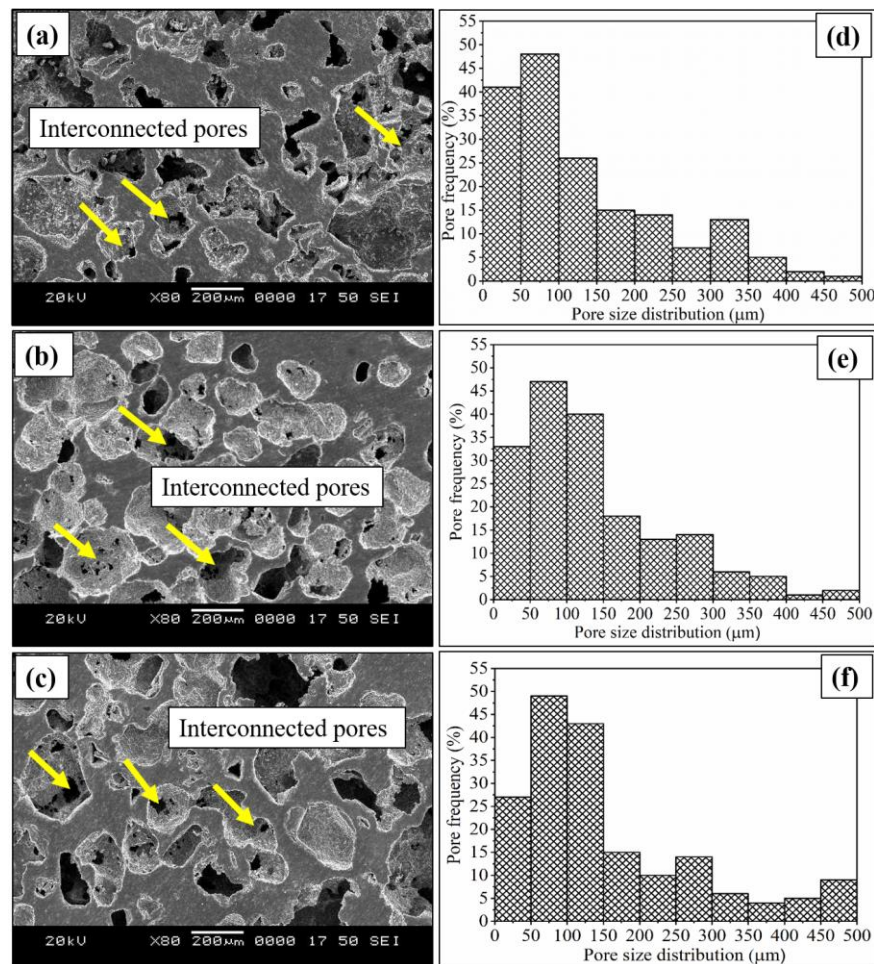 (a)
Interconnected pores
20kV X80 200μm 0000 17 50 SEI
(d)
55
50
45
40
35
30
25
20
15
10
5
0
Pore frequency (%)
0 50 100 150 200 250 300 350 400 450 500
Pore size distribution (μm)
(b)
Interconnected pores
20kV X80 200μm 0000 17 50 SEI
(e)
55
50
45
40
35
30
25
20
15
10
5
0
Pore frequency (%)
0 50 100 150 200 250 300 350 400 450 500
Pore size distribution (μm)
(c)
Interconnected pores
20kV X80 200μm 0000 17 50 SEI
(f)
55
50
45
40
35
30
25
20
15
10
5
0
Pore frequency (%)
0 50 100 150 200 250 300 350 400 450 500
Pore size distribution (μm)